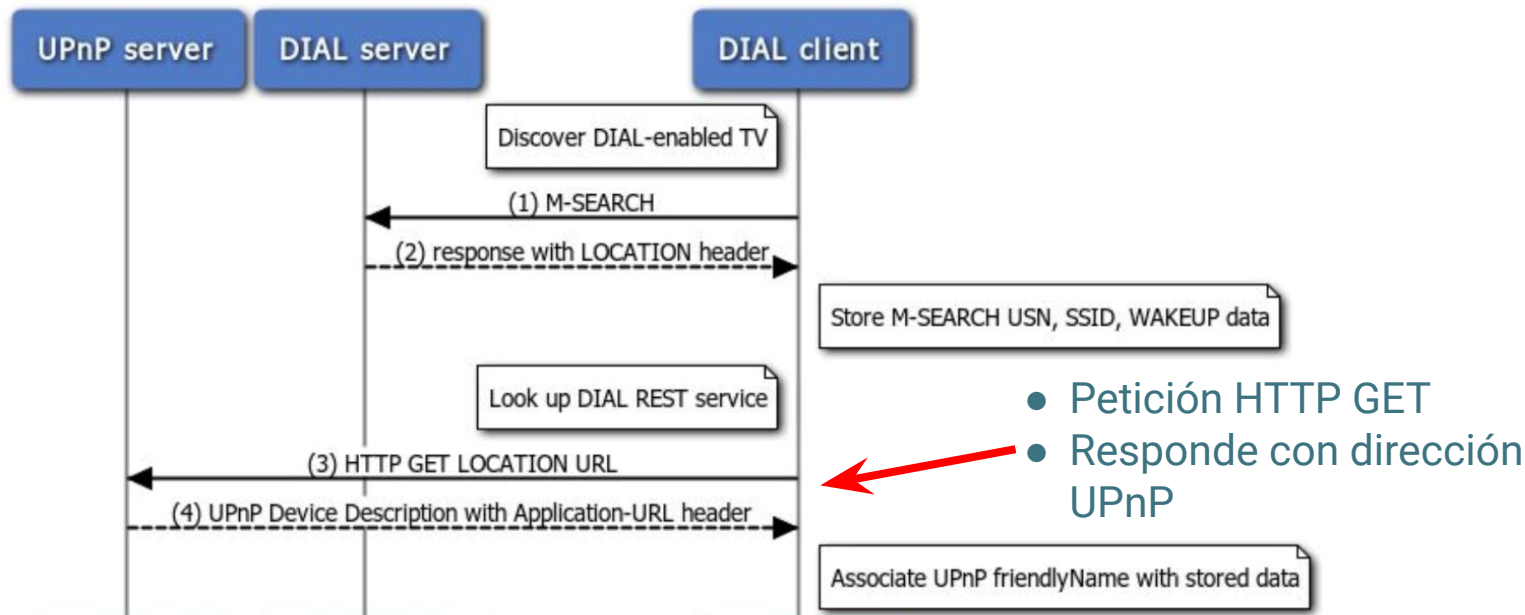 UPnP server
DIAL server
DIAL client
Discover DIAL-enabled TV
(1) M-SEARCH
(2) response with LOCATION header
Store M-SEARCH USN, SSID, WAKEUP data
Look up DIAL REST service
● Petición HTTP GET
● Responde con dirección
UPnP
(3) HTTP GET LOCATION URL
(4) UPnP Device Description with Application-URL header
Associate UPnP friendlyName with stored data